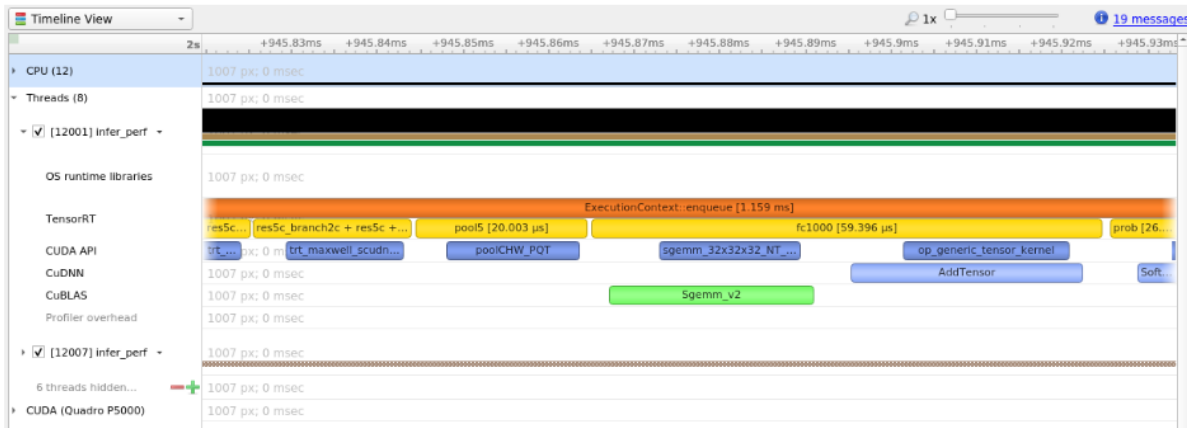 Timeline View 1x 19 messages
2s +945.83ms +945.84ms +945.85ms +945.86ms +945.87ms +945.88ms +945.89ms +945.9ms +945.91ms +945.92ms +945.93ms
CPU (12) 1007 px; 0 msec
Threads (8) 1007 px; 0 msec
[12001] infer_perf
OS runtime libraries 1007 px; 0 msec
ExecutionContext::enqueue [1.159 ms]
TensorRT
res5c... res5c_branch2c + res5c +... pool5 [20.003 µs] fc1000 [59.396 µs] prob [26....
CUDA API trt_... px; 0 m trt_maxwell_scudn... poolCHW_PQT sgemm_32x32x32_NT_... op_generic_tensor_kernel
CuDNN 1007 px; 0 msec AddTensor Soft...
CuBLAS 1007 px; 0 msec Sgemm_v2
Profiler overhead 1007 px; 0 msec
[12007] infer_perf 1007 px; 0 msec
6 threads hidden... 1007 px; 0 msec
CUDA (Quadro P5000) 1007 px; 0 msec